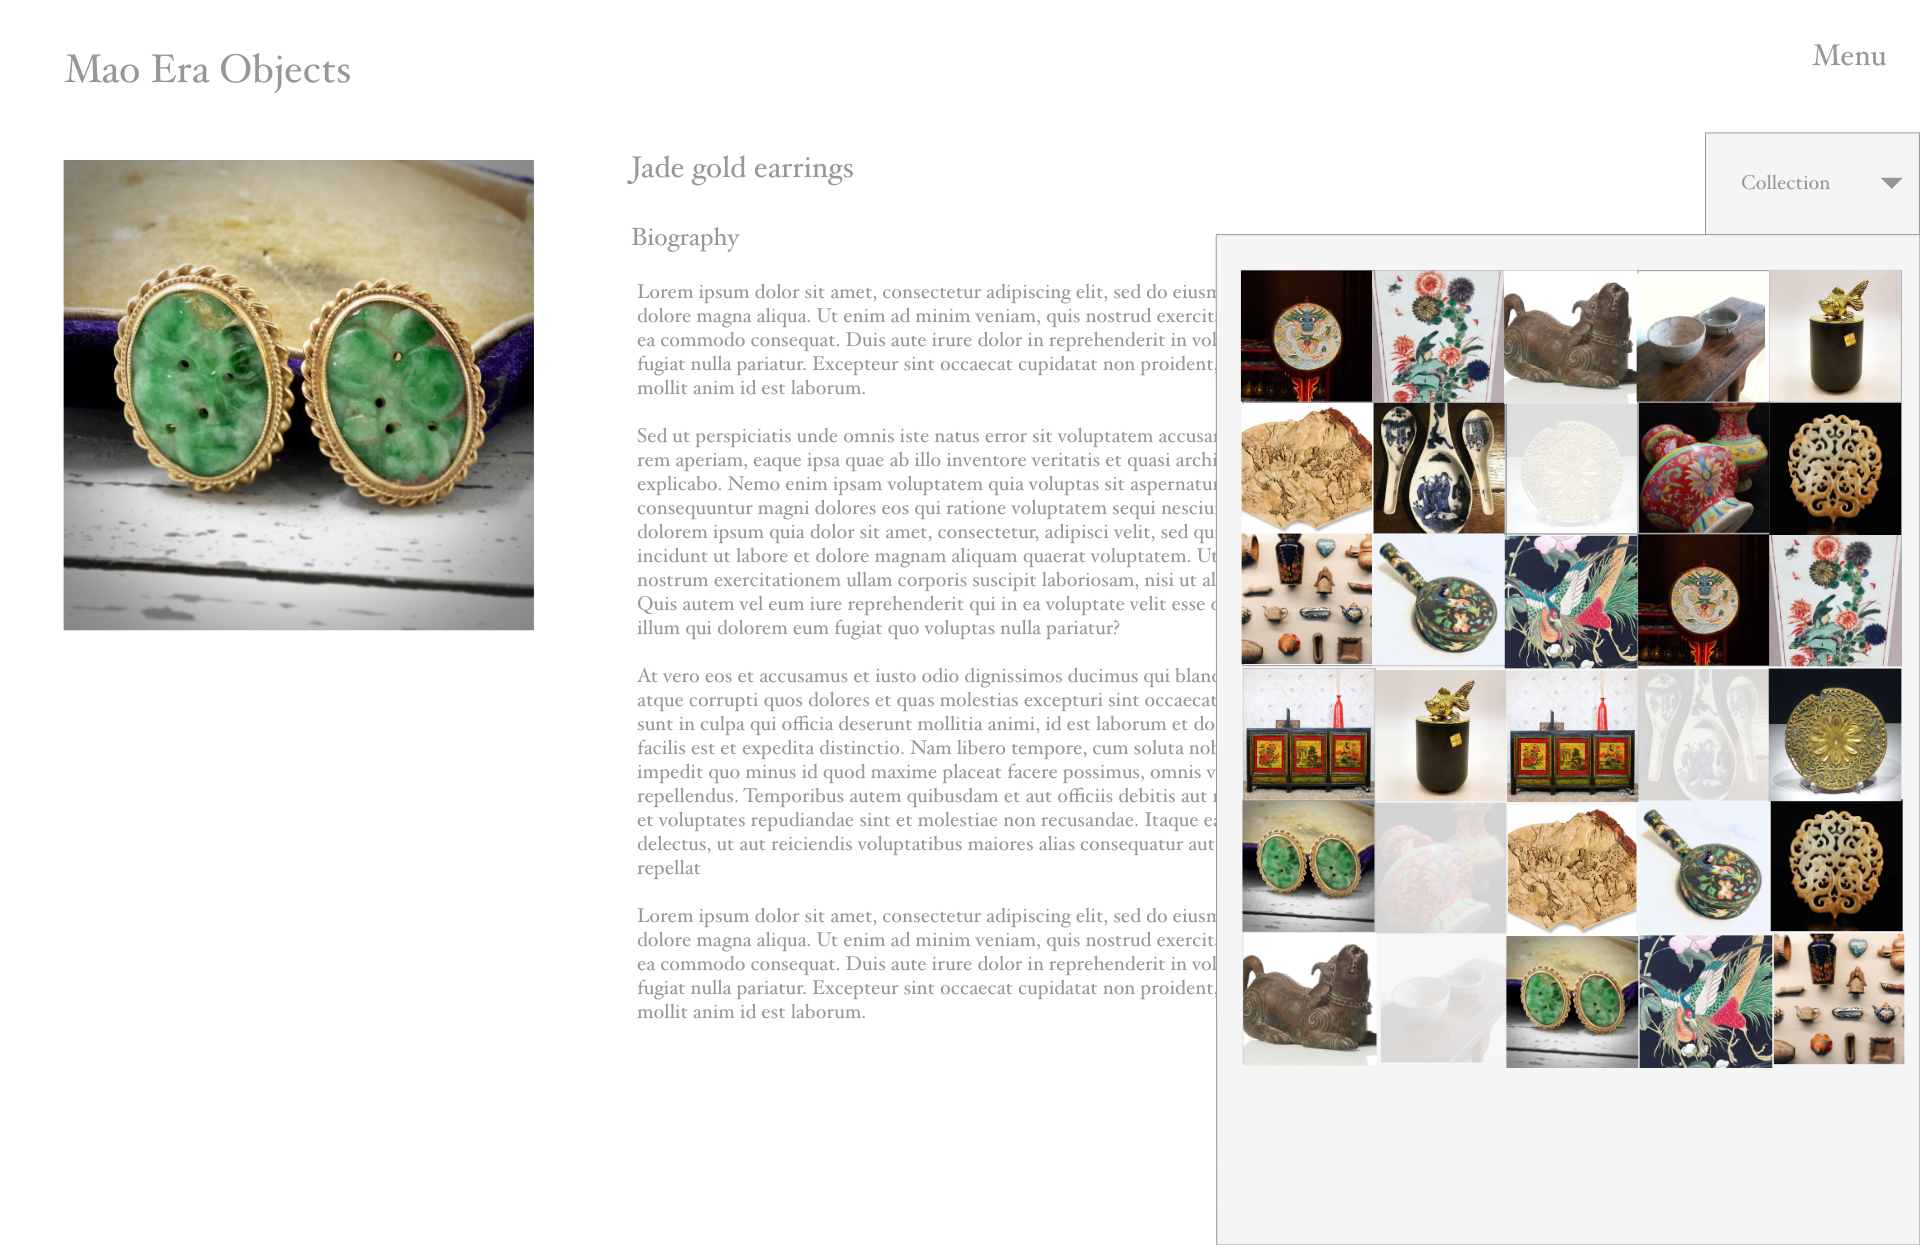 Mao Era Objects
Menu
Jade gold earrings
Collection
Biography
Lorem ipsum dolor sit amet, consectetur adipiscing elit, sed do eiusm
dolore magna aliqua. Ut enim ad minim veniam, quis nostrud exercit
ea commodo consequat. Duis aute irure dolor in reprehenderit in vol
fugiat nulla pariatur. Excepteur sint occaecat cupidatat non proident,
mollit anim id est laborum.
Sed ut perspiciatis unde omnis iste natus error sit voluptatem accusa
rem aperiam, eaque ipsa quae ab illo inventore veritatis et quasi archi
explicabo. Nemo enim ipsam voluptatem quia voluptas sit aspernatur
consequuntur magni dolores eos qui ratione voluptatem sequi nesciu
dolorem ipsum quia dolor sit amet, consectetur, adipisci velit, sed qu
incidunt ut labore et dolore magnam aliquam quaerat voluptatem. Ut
nostrum exercitationem ullam corporis suscipit laboriosam, nisi ut al
Quis autem vel eum iure reprehenderit qui in ea voluptate velit esse
illum qui dolorem eum fugiat quo voluptas nulla pariatur?
At vero eos et accusamus et iusto odio dignissimos ducimus qui bland
atque corrupti quos dolores et quas molestias excepturi sint occaecat
sunt in culpa qui officia deserunt mollitia animi, id est laborum et do
facilis est et expedita distinctio. Nam libero tempore, cum soluta nob
impedit quo minus id quod maxime placeat facere possimus, omnis v
repellendus. Temporibus autem quibusdam et aut officiis debitis aut
et voluptates repudiandae sint et molestiae non recusandae. Itaque ea
delectus, ut aut reiciendis voluptatibus maiores alias consequatur aut
repellat
Lorem ipsum dolor sit amet, consectetur adipiscing elit, sed do eiusm
dolore magna aliqua. Ut enim ad minim veniam, quis nostrud exercit
ea commodo consequat. Duis aute irure dolor in reprehenderit in vol
fugiat nulla pariatur. Excepteur sint occaecat cupidatat non proident,
mollit anim id est laborum.